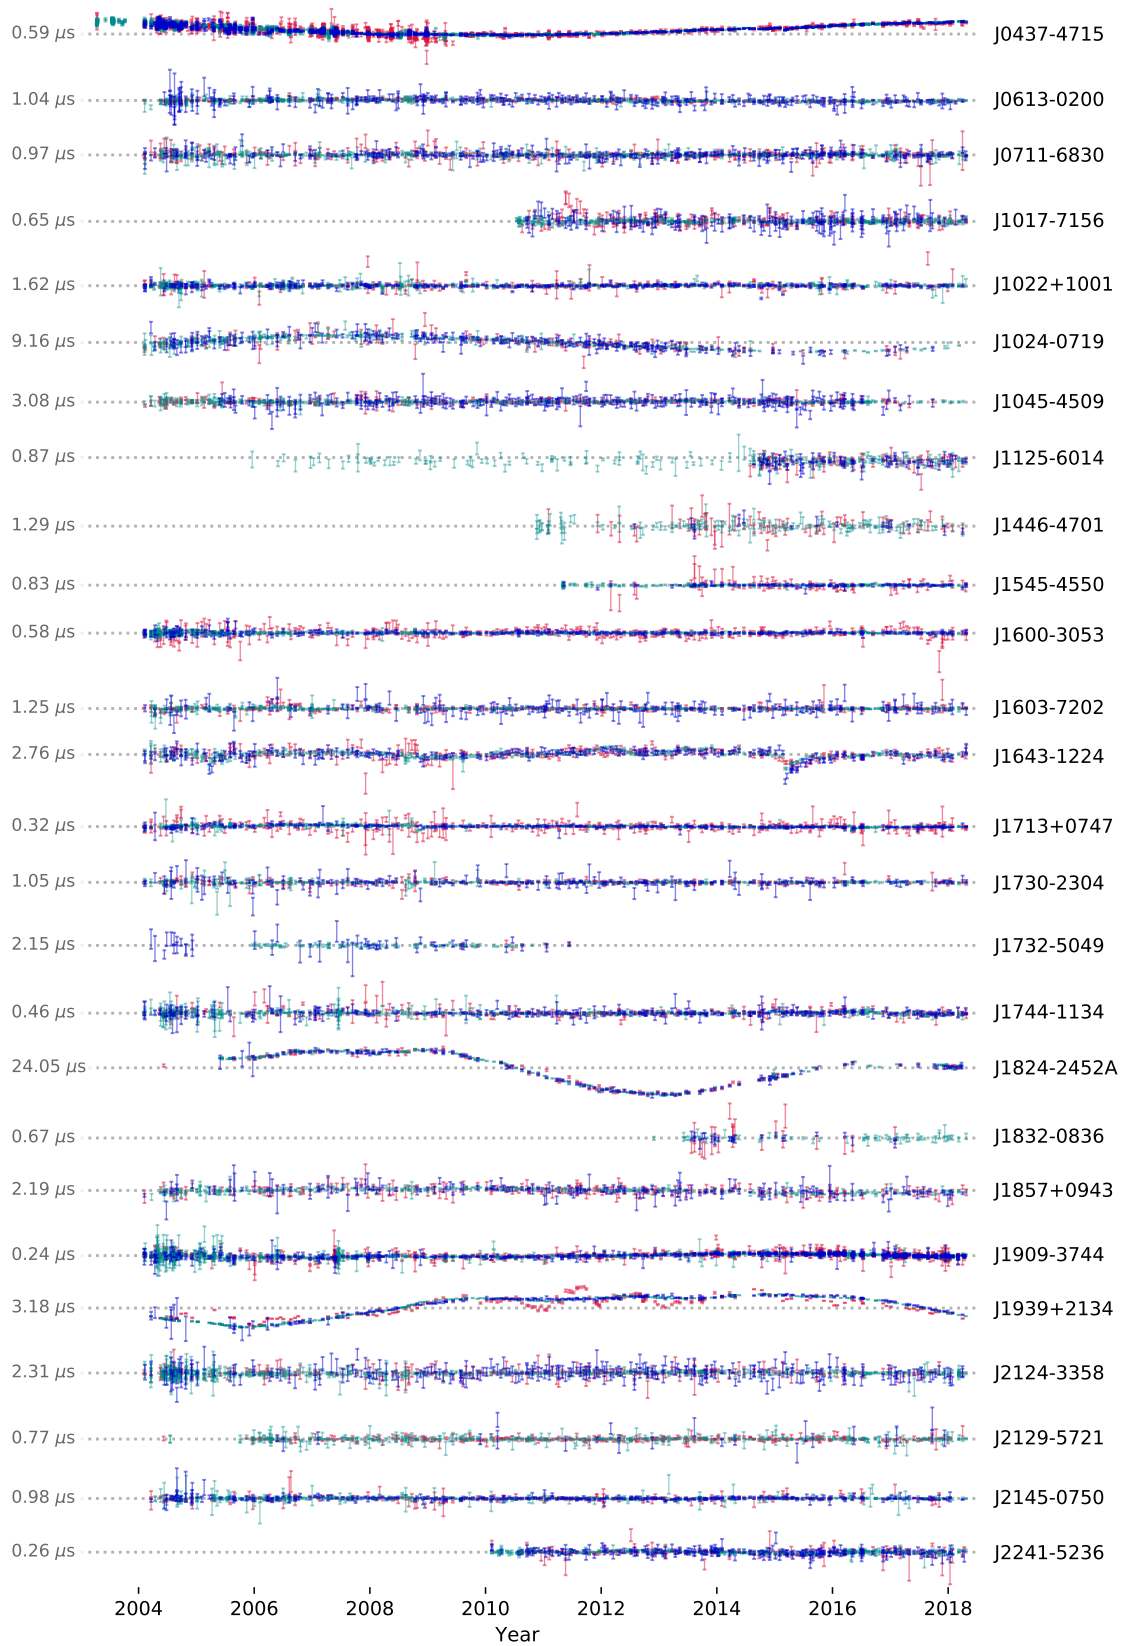 0.59 μs J0437-4715
1.04 μs J0613-0200
0.97 μs J0711-6830
0.65 μs J1017-7156
1.62 μs J1022+1001
9.16 μs J1024-0719
3.08 μs J1045-4509
0.87 μs J1125-6014
1.29 μs J1446-4701
0.83 μs J1545-4550
0.58 μs J1600-3053
1.25 μs J1603-7202
2.76 μs J1643-1224
0.32 μs J1713+0747
1.05 μs J1730-2304
2.15 μs J1732-5049
0.46 μs J1744-1134
24.05 μs J1824-2452A
0.67 μs J1832-0836
2.19 μs J1857+0943
0.24 μs J1909-3744
3.18 μs J1939+2134
2.31 μs J2124-3358
0.77 μs J2129-5721
0.98 μs J2145-0750
0.26 μs J2241-5236
2004 2006 2008 2010 2012 2014 2016 2018
Year